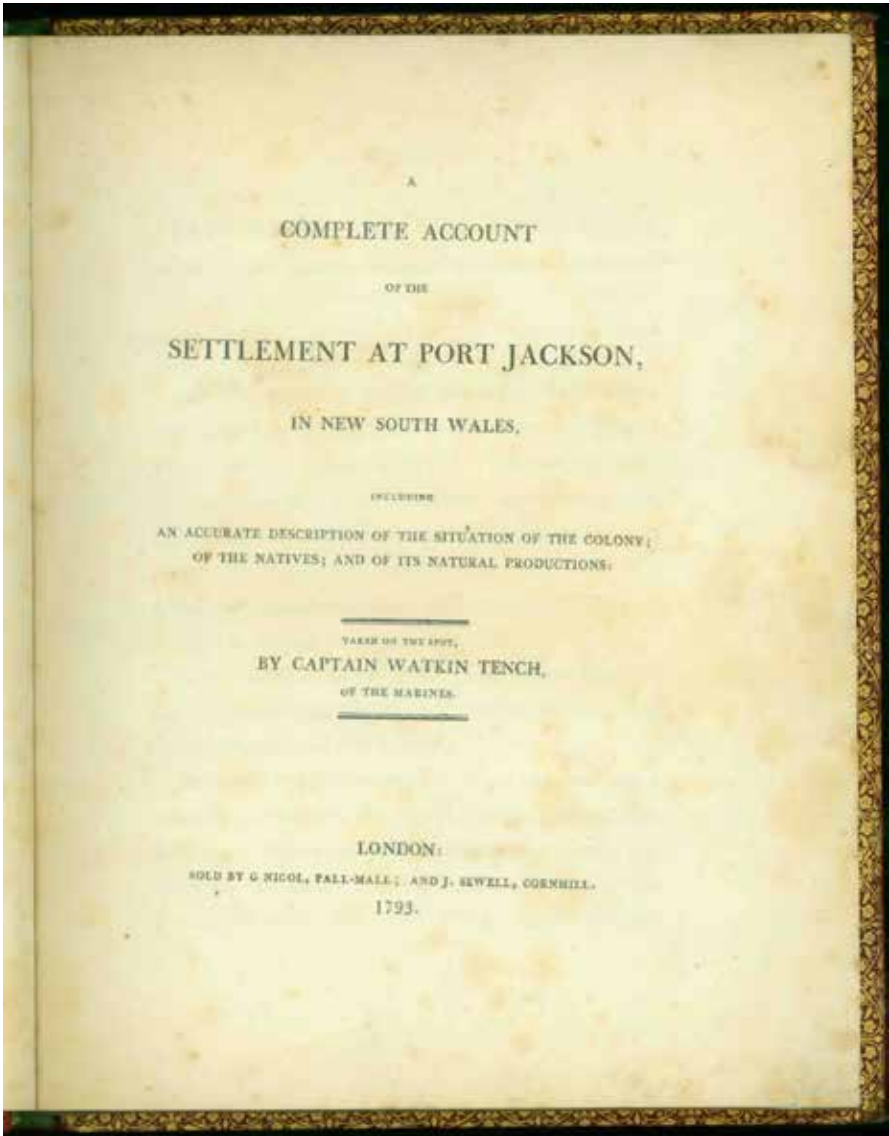 A
COMPLETE ACCOUNT
OF THE
SETTLEMENT AT PORT JACKSON,
IN NEW SOUTH WALES,
INCLUDING
AN ACCURATE DESCRIPTION OF THE SITUATION OF THE COLONY;
OF THE NATIVES; AND OF ITS NATURAL PRODUCTIONS:
TAKEN ON THE SPOT,
BY CAPTAIN WATKIN TENCH,
OF THE MARINES.
LONDON:
SOLD BY G NICOL, PALL-MALL; AND J. SEWELL, CORNHILL.
1793.